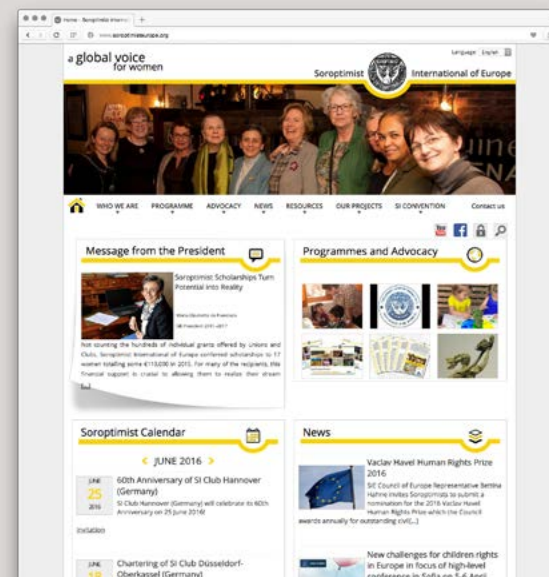 Home - Soroptimist Internat
www.soroptimisteurope.org
a global voice
for women
Language English
Soroptimist International of Europe
WHO WE ARE PROGRAMME ADVOCACY NEWS RESOURCES OUR PROJECTS SI CONVENTION Contact us
Message from the President
Soroptimist Scholarships Turn
Potential into Reality
SIE President 2015-2017
Not counting the hundreds of individual grants offered by Unions and
Clubs, Soroptimist International of Europe conferred scholarships to 17
women totalling some €113,000 in 2015. For many of the recipients, this
financial support is crucial to allowing them to realize their dream
[...]
Programmes and Advocacy
Soroptimist Calendar
JUNE 2016
JUNE
25
2016
60th Anniversary of SI Club Hannover
(Germany)
SI Club Hannover (Germany) will celebrate its 60th
Anniversary on 25 June 2016!
Invitation
JUNE
18
Chartering of SI Club Düsseldorf-
Oberkassel (Germany)
News
Vaclav Havel Human Rights Prize
2016
SIE Council of Europe Representative Bettina
Hahne invites Soroptimists to submit a
nomination for the 2016 Vaclav Havel
Human Rights Prize which the Council
awards annually for outstanding civil[...]
New challenges for children rights
in Europe in focus of high-level
conference in Sofia on 5-6 April